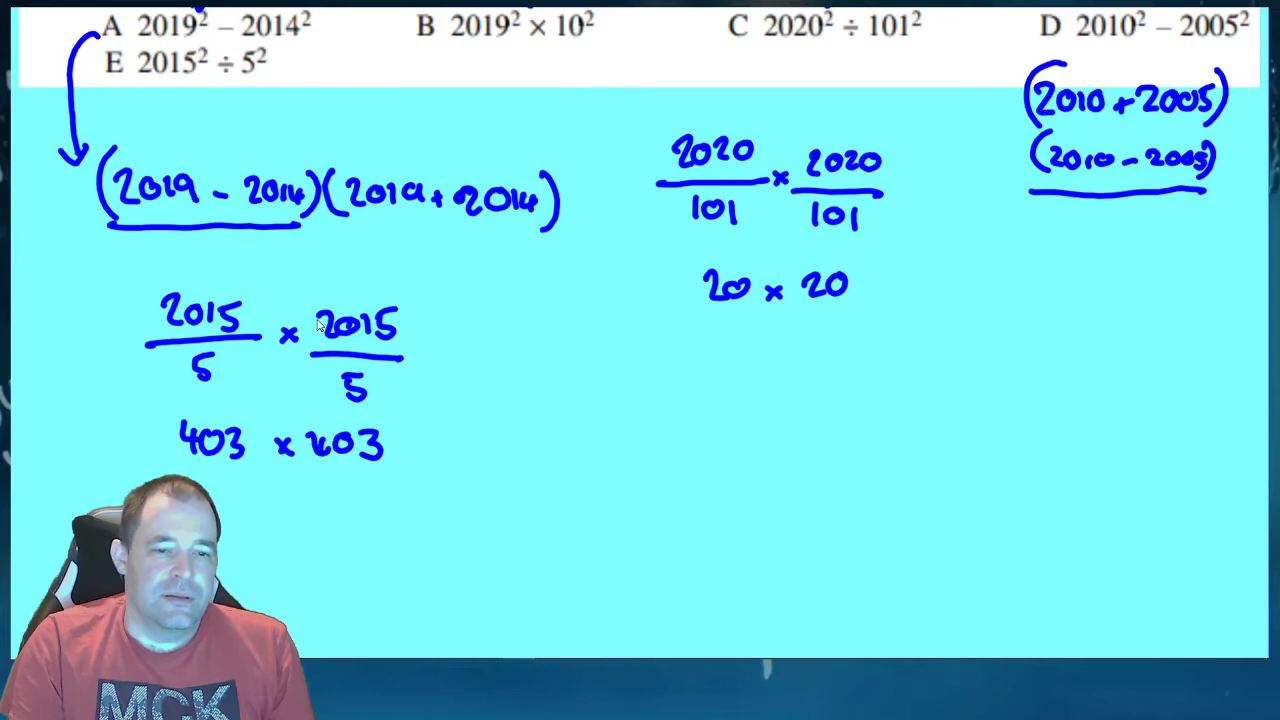 A 2019² – 2014² B 2019² × 10² C 2020² ÷ 101² D 2010² – 2005²
E 2015² ÷ 5²
(2010 + 2005)
(2010 – 2005)
(2019 – 2014)(2019 + 2014)
2020/101 × 2020/101
20 × 20
2015/5 × 2015/5
403 × 403
MCK